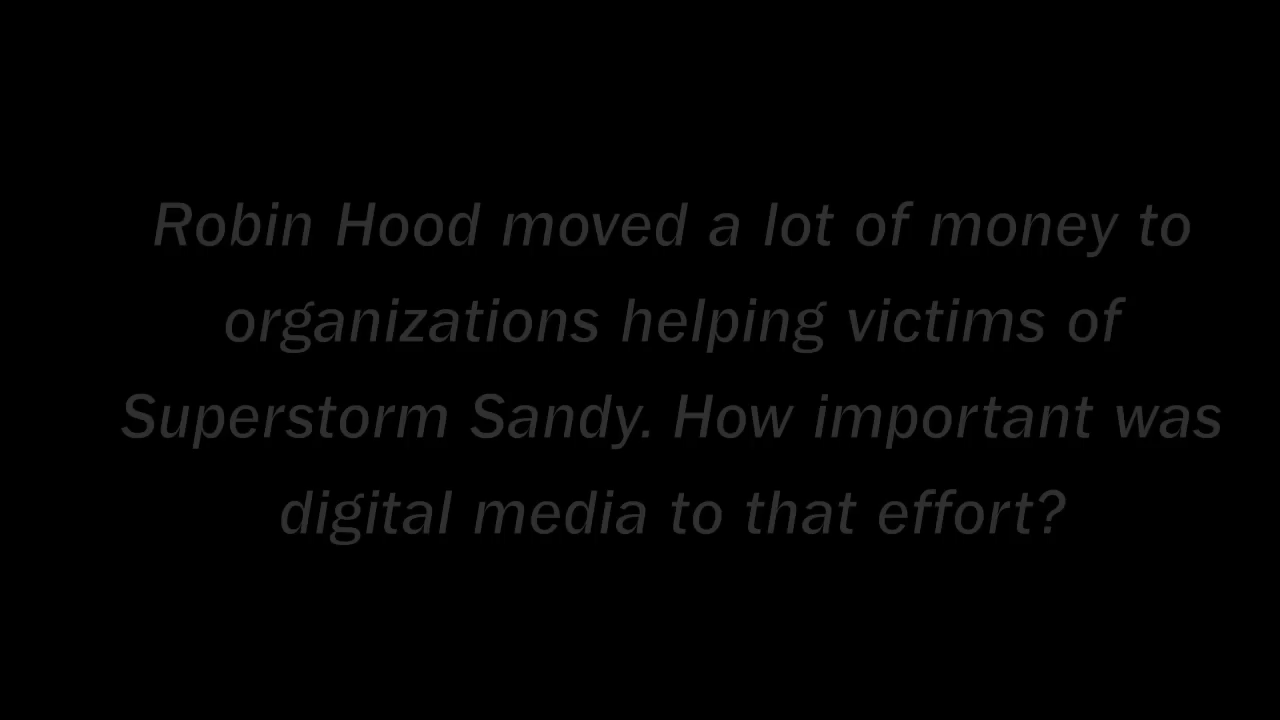 Robin Hood moved a lot of money to
organizations helping victims of
Superstorm Sandy. How important was
digital media to that effort?